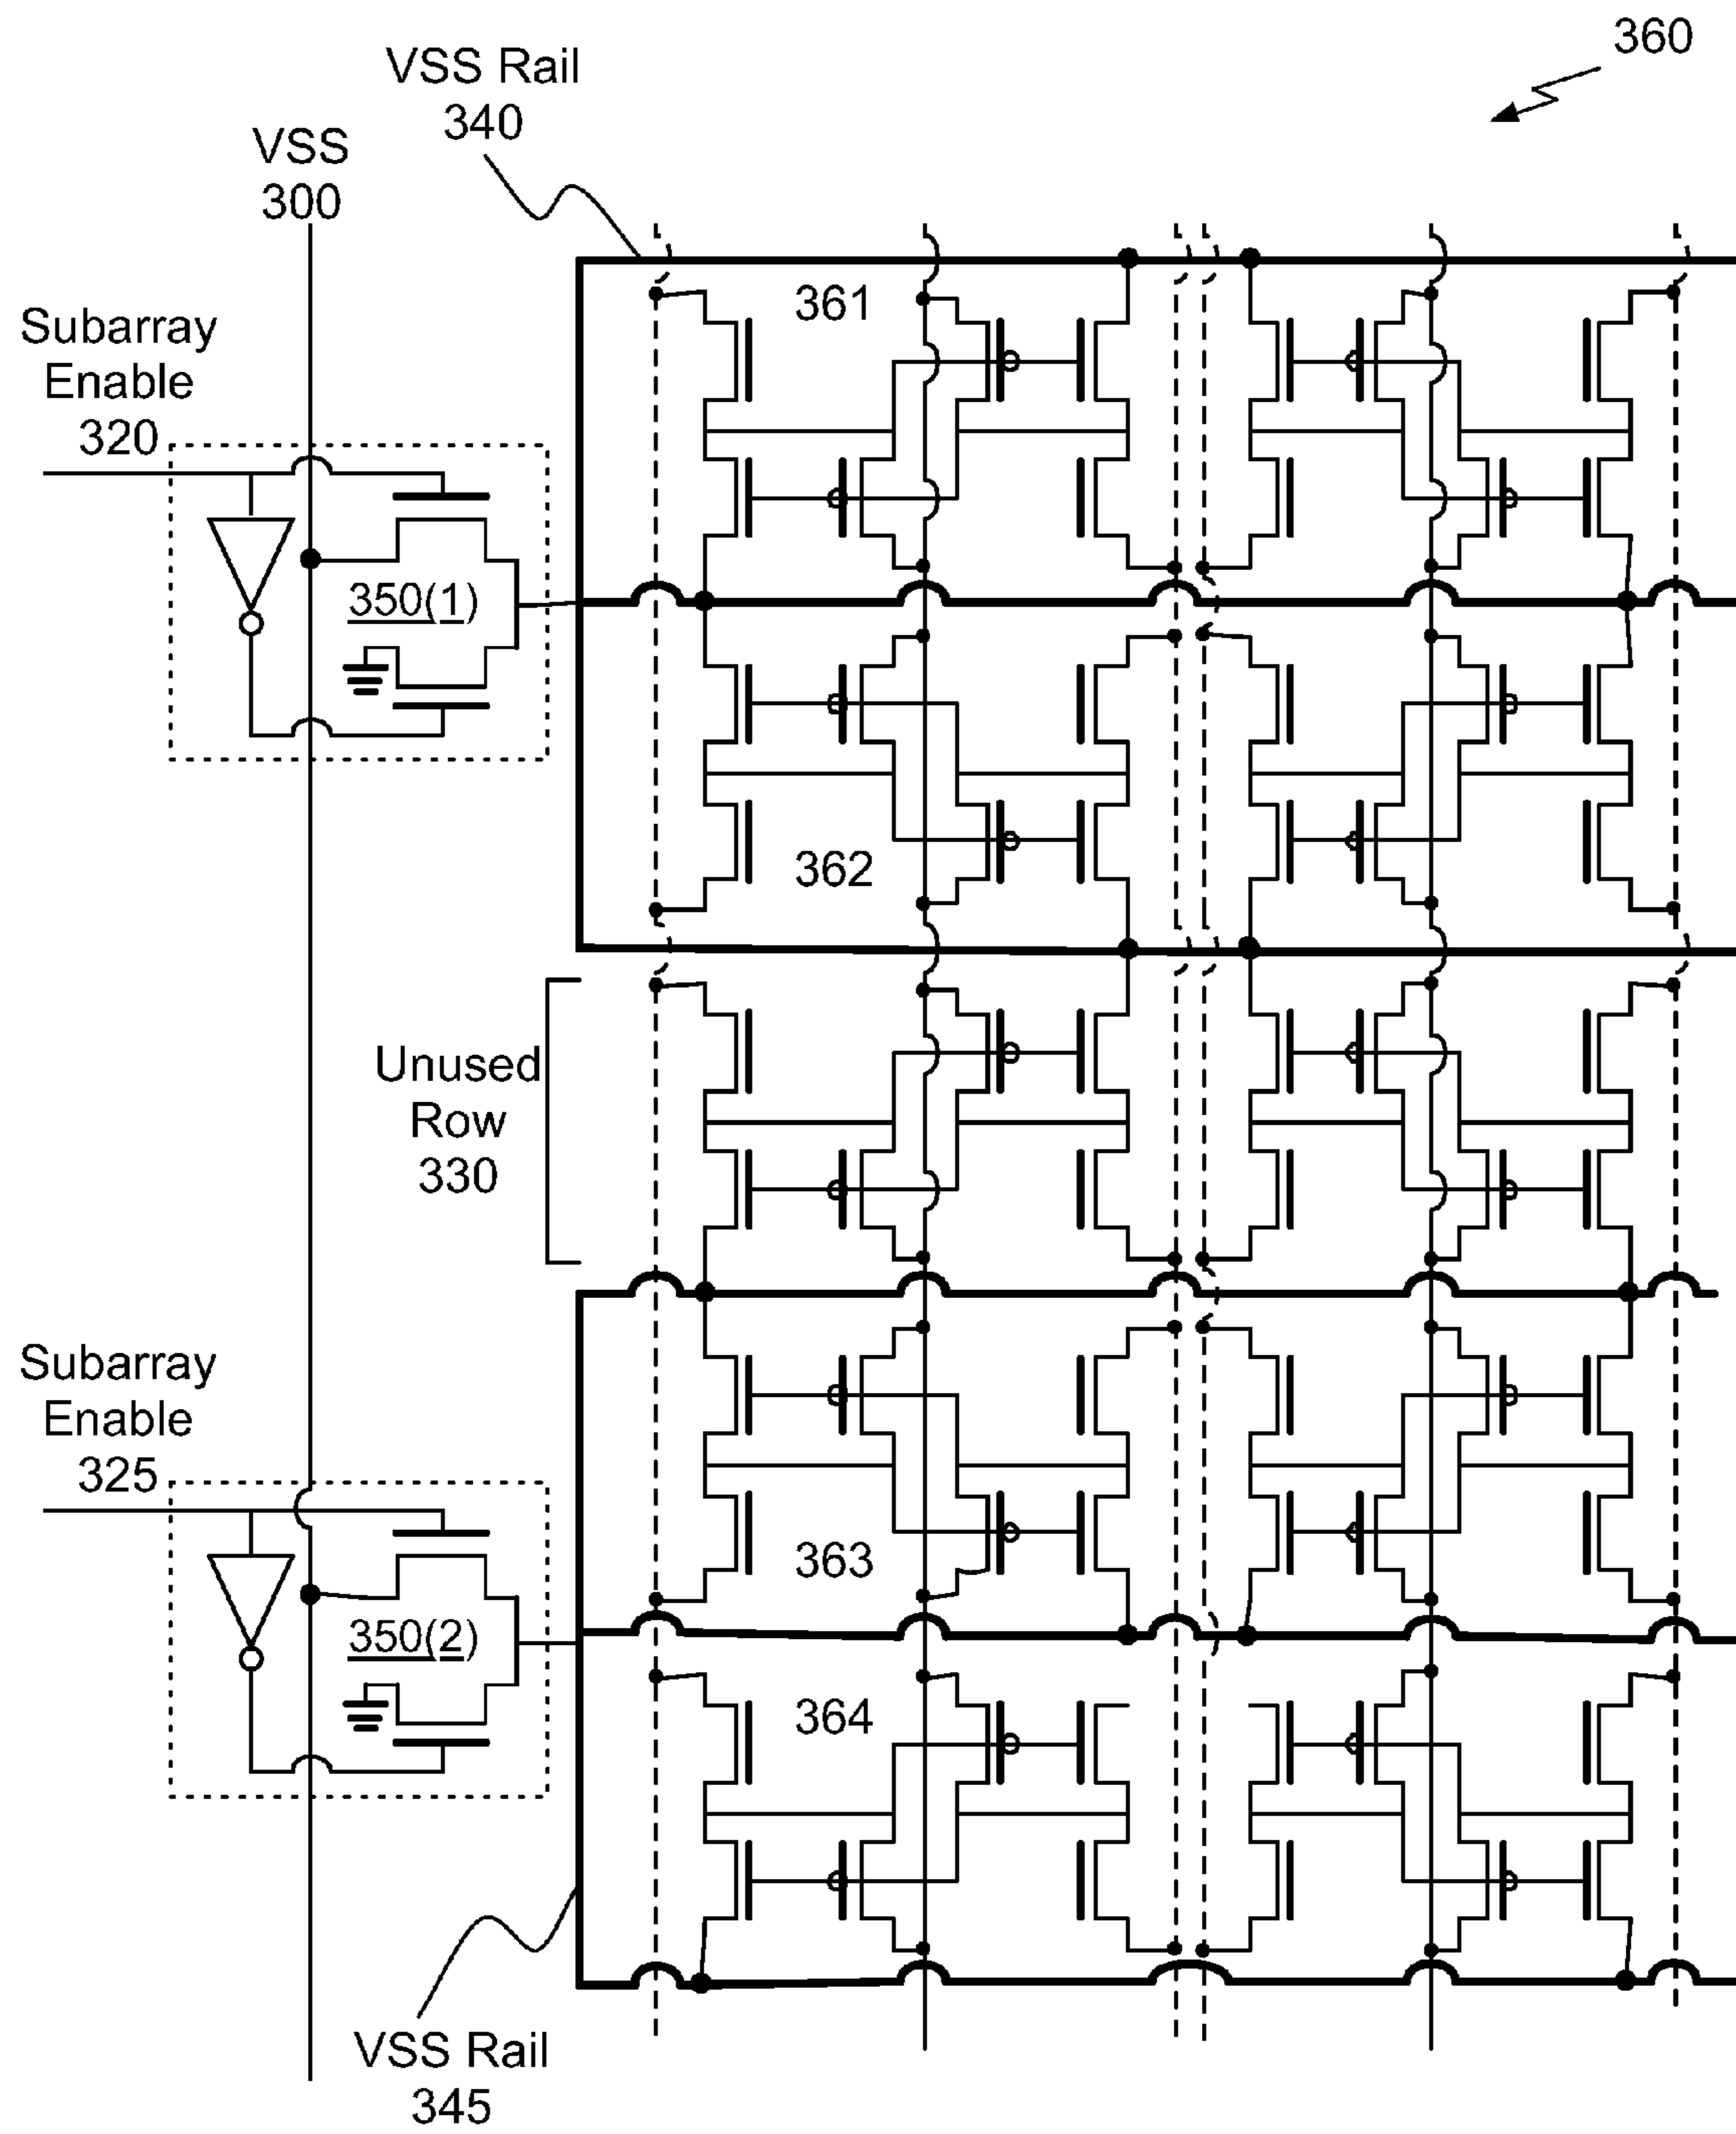 360
VSS Rail
340
VSS
300
361
Subarray
Enable
320
350(1)
362
Unused
Row
330
Subarray
Enable
325
363
350(2)
364
VSS Rail
345